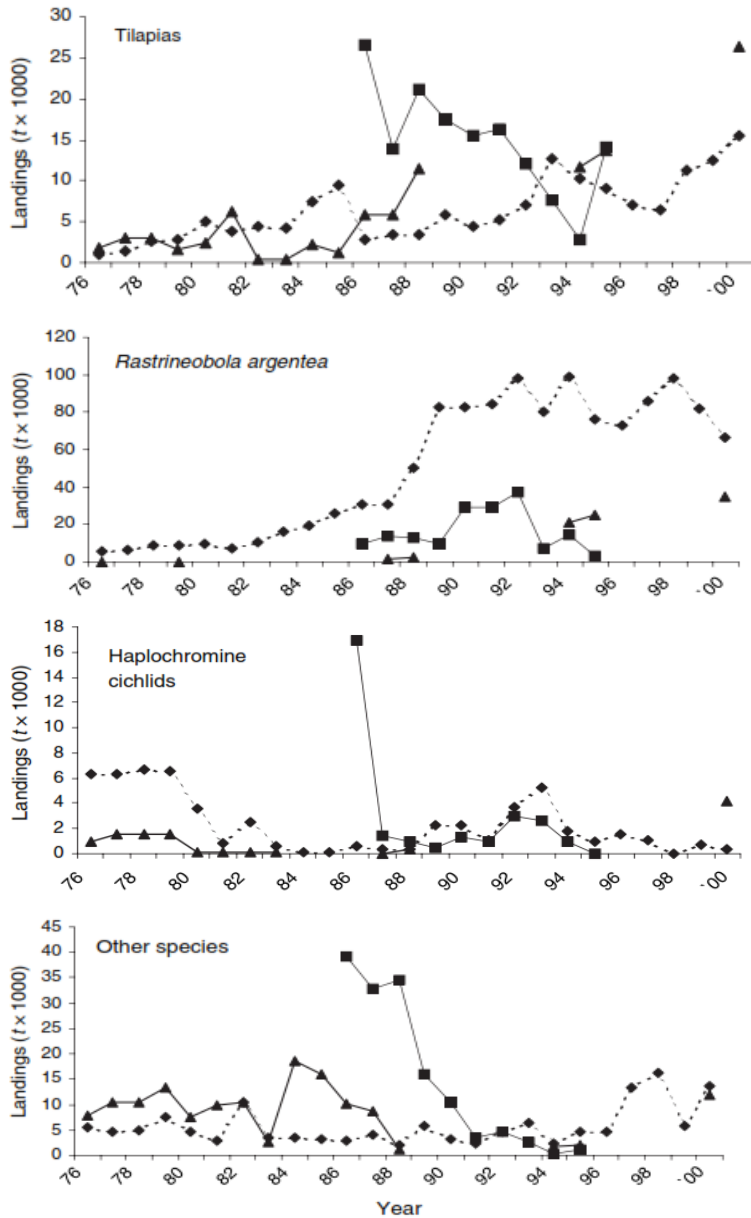 Tilapias
Landings (t × 1000)
30
25
20
15
10
5
0
76 78 80 82 84 86 88 90 92 94 96 98 `00
Rastrineobola argentea
Landings (t × 1000)
120
100
80
60
40
20
0
76 78 80 82 84 86 88 90 92 94 96 98 `00
Haplochromine
cichlids
Landings (t × 1000)
18
16
14
12
10
8
6
4
2
0
76 78 80 82 84 86 88 90 92 94 96 98 `00
Other species
Landings (t × 1000)
45
40
35
30
25
20
15
10
5
0
76 78 80 82 84 86 88 90 92 94 96 98 `00
Year